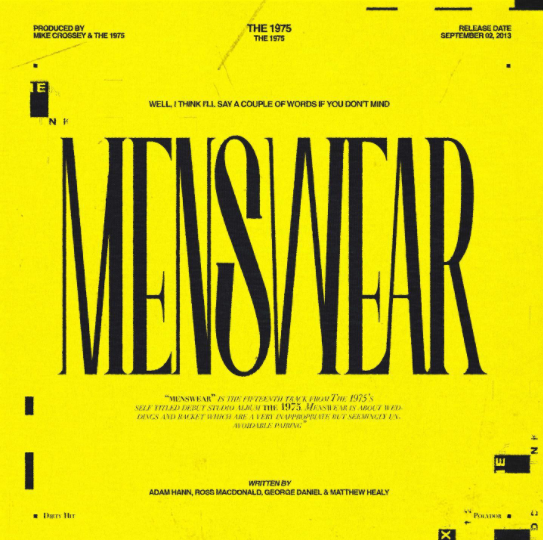 PRODUCED BY
MIKE CROSSEY & THE 1975
THE 1975
THE 1975
RELEASE DATE
SEPTEMBER 02, 2013
WELL, I THINK I'LL SAY A COUPLE OF WORDS IF YOU DON'T MIND
MENSWEAR
"MENSWEAR" IS THE FIFTEENTH TRACK FROM THE 1975's
SELF TITLED DEBUT STUDIO ALBUM THE 1975 MENSWEAR IS ABOUT WED-
DINGS AND RACKET WHICH ARE A VERY INAPPROPRIATE BUT SEEMINGLY UN-
AVOIDABLE PAIRING"
WRITTEN BY
ADAM HANN, ROSS MACDONALD, GEORGE DANIEL & MATTHEW HEALY
DIRTY HIT
POLYDOR